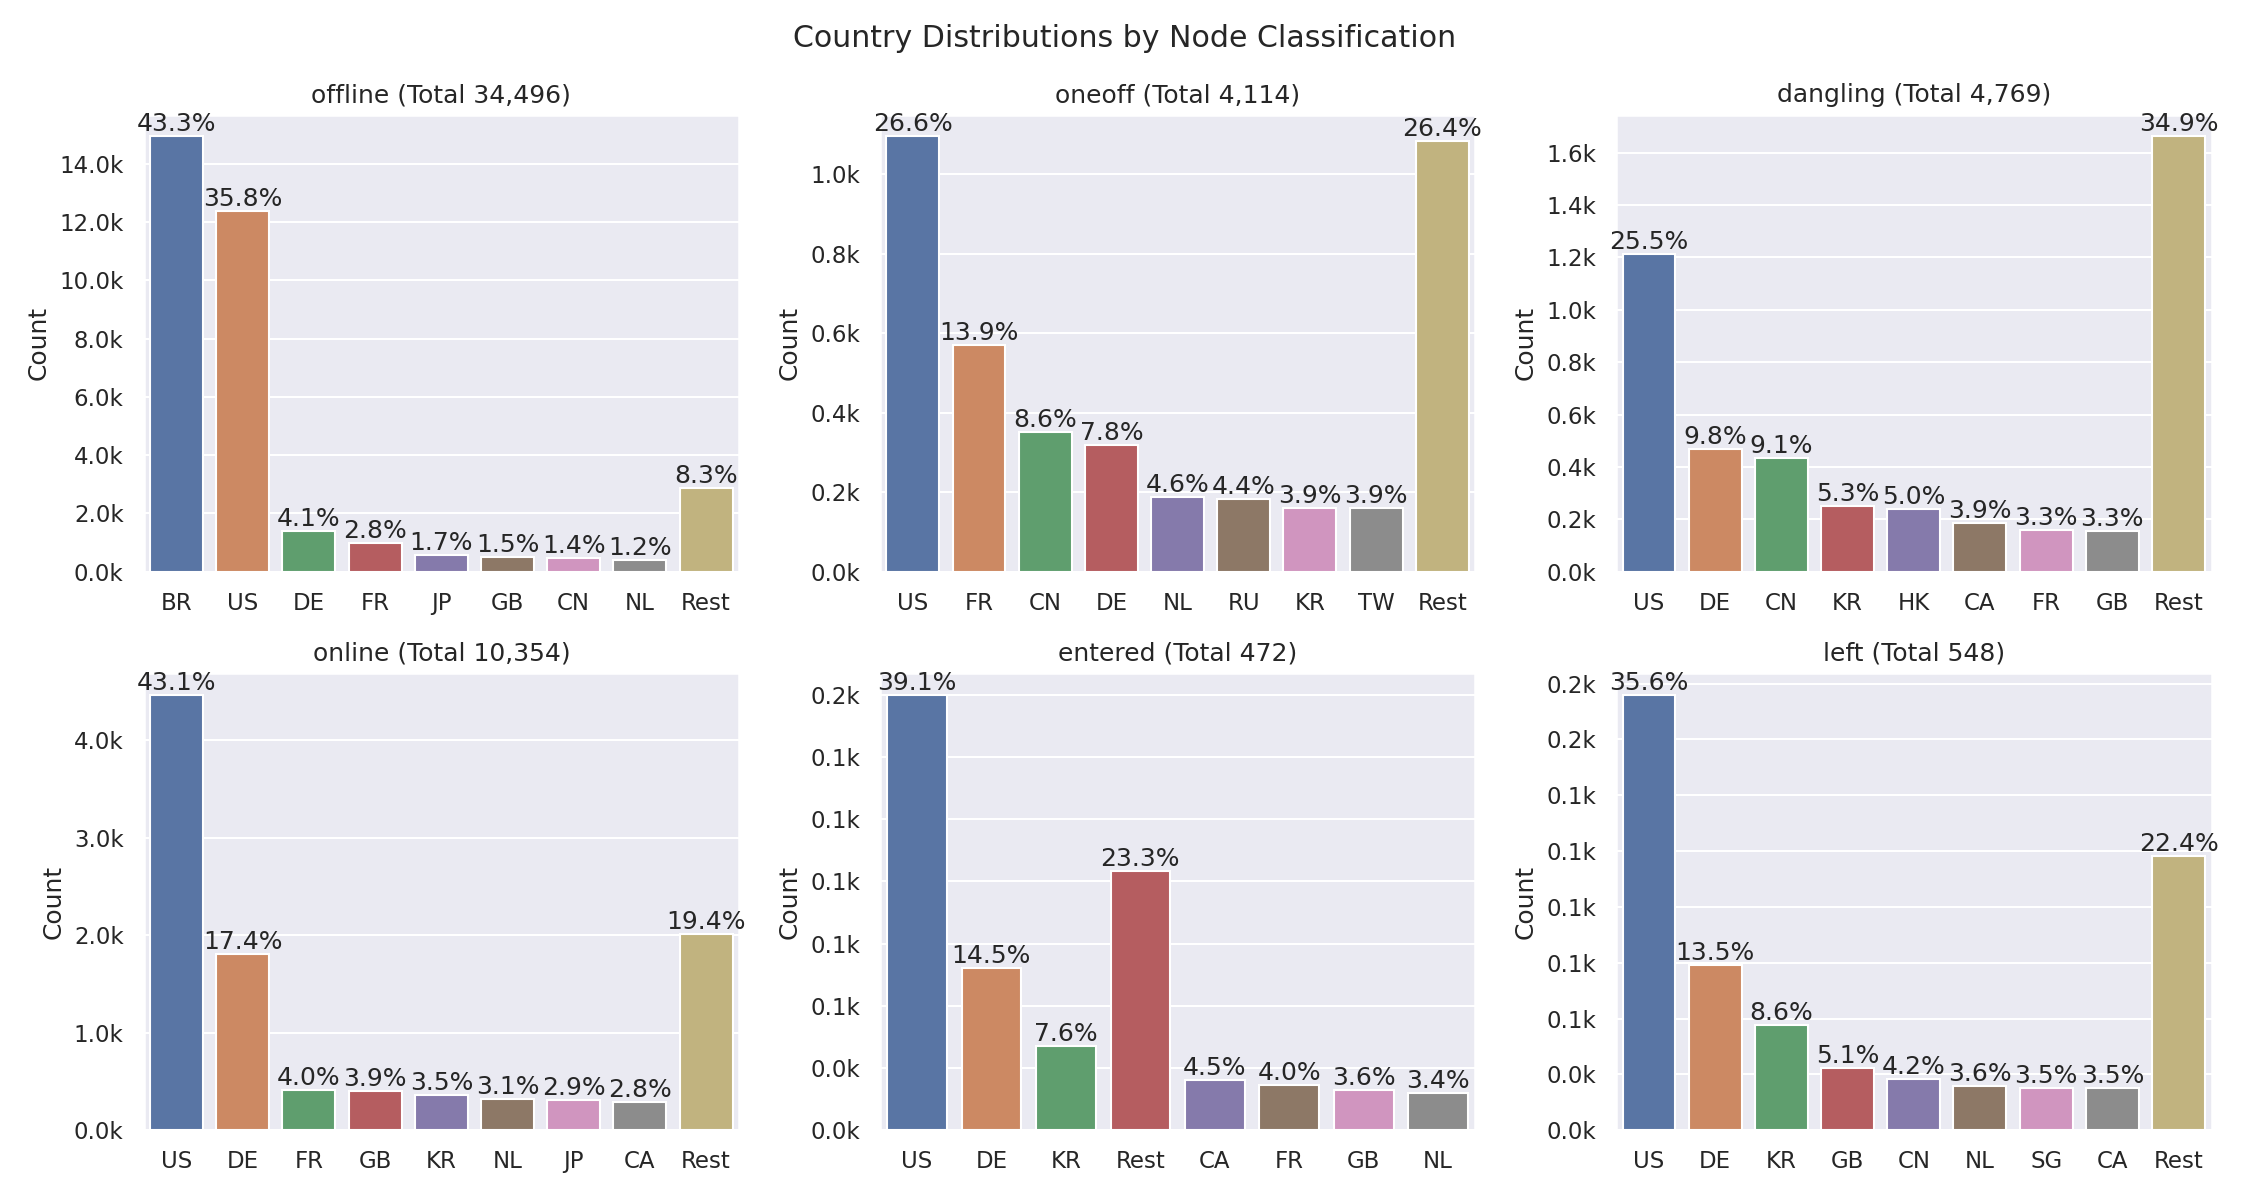 Country Distributions by Node Classification
offline (Total 34,496)
Count
14.0k
12.0k
10.0k
8.0k
6.0k
4.0k
2.0k
0.0k
43.3%
35.8%
4.1%
2.8%
1.7%
1.5%
1.4%
1.2%
8.3%
BR US DE FR JP GB CN NL Rest
oneoff (Total 4,114)
Count
1.0k
0.8k
0.6k
0.4k
0.2k
0.0k
26.6%
13.9%
8.6%
7.8%
4.6%
4.4%
3.9%
3.9%
26.4%
US FR CN DE NL RU KR TW Rest
dangling (Total 4,769)
Count
1.6k
1.4k
1.2k
1.0k
0.8k
0.6k
0.4k
0.2k
0.0k
25.5%
9.8%
9.1%
5.3%
5.0%
3.9%
3.3%
3.3%
34.9%
US DE CN KR HK CA FR GB Rest
online (Total 10,354)
Count
4.0k
3.0k
2.0k
1.0k
0.0k
43.1%
17.4%
4.0%
3.9%
3.5%
3.1%
2.9%
2.8%
19.4%
US DE FR GB KR NL JP CA Rest
entered (Total 472)
Count
0.2k
0.1k
0.1k
0.1k
0.1k
0.1k
0.0k
0.0k
39.1%
14.5%
7.6%
23.3%
4.5%
4.0%
3.6%
3.4%
US DE KR Rest CA FR GB NL
left (Total 548)
Count
0.2k
0.2k
0.1k
0.1k
0.1k
0.1k
0.1k
0.0k
0.0k
35.6%
13.5%
8.6%
5.1%
4.2%
3.6%
3.5%
3.5%
22.4%
US DE KR GB CN NL SG CA Rest